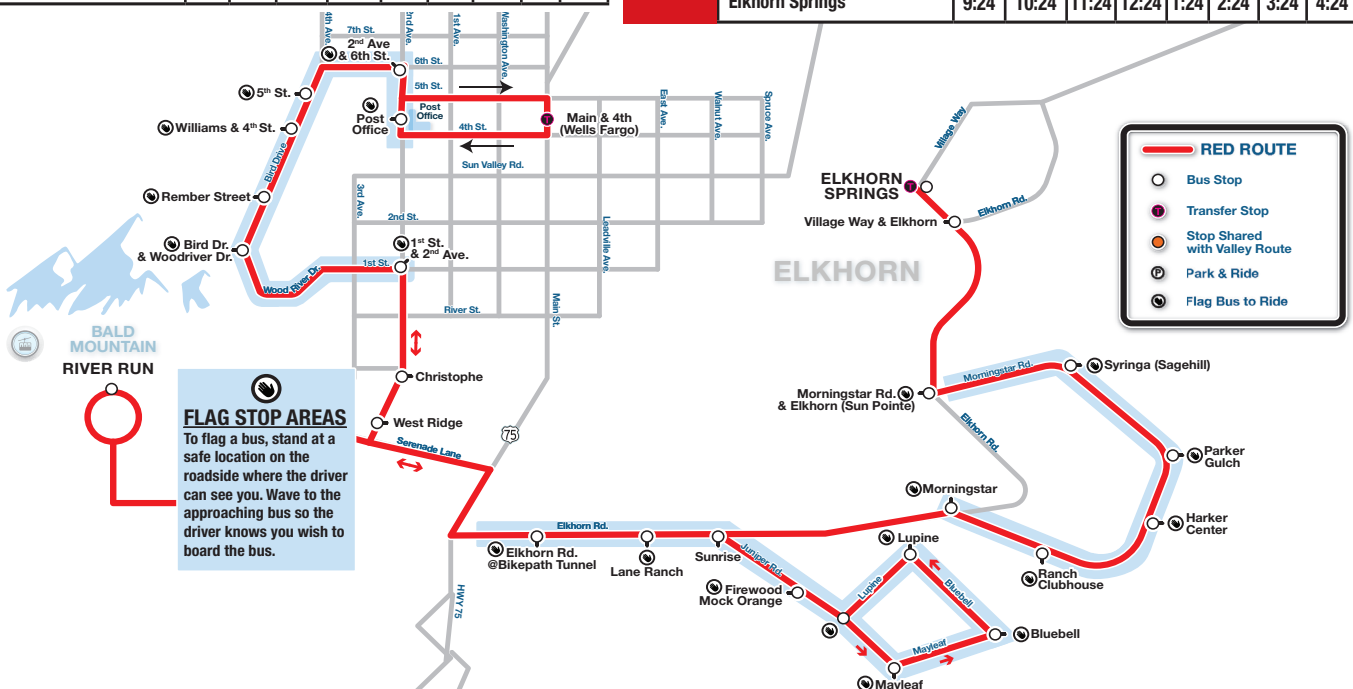 Elkhorn Springs 9:24 10:24 11:24 12:24 1:24 2:24 3:24 4:24
4th Ave.
2nd Ave.
1st Ave.
Washington Ave.
7th St.
2nd Ave
& 6th St.
6th St.
5th St.
5th St.
Post
Office
Post
Office
Williams & 4th St.
4th St.
Main & 4th
(Wells Fargo)
East Ave.
Walnut Ave.
Spruce Ave.
Sun Valley Rd.
Bird Drive
Rember Street
3rd Ave.
2nd St.
Leadville Ave.
Bird Dr.
& Woodriver Dr.
1st St.
& 2nd Ave.
1st St.
Wood River Dr.
River St.
Main St.
BALD
MOUNTAIN
RIVER RUN
Christophe
West Ridge
75
Serenade Lane
FLAG STOP AREAS
To flag a bus, stand at a
safe location on the
roadside where the driver
can see you. Wave to the
approaching bus so the
driver knows you wish to
board the bus.
Village Way
ELKHORN
SPRINGS
T
Village Way & Elkhorn
Elkhorn Rd.
ELKHORN
T
RED ROUTE
Bus Stop
T Transfer Stop
Stop Shared
with Valley Route
P Park & Ride
Flag Bus to Ride
Morningstar Rd.
Syringa (Sagehill)
Morningstar Rd.
& Elkhorn (Sun Pointe)
Elkhorn Rd.
Parker
Gulch
Morningstar
Harker
Center
Ranch
Clubhouse
Elkhorn Rd.
Elkhorn Rd.
@Bikepath Tunnel
Lane Ranch
Sunrise
Juniper Rd.
Firewood
Mock Orange
Lupine
Lupine
Bluebell
Bluebell
Mayleaf
Mayleaf
HWY 75